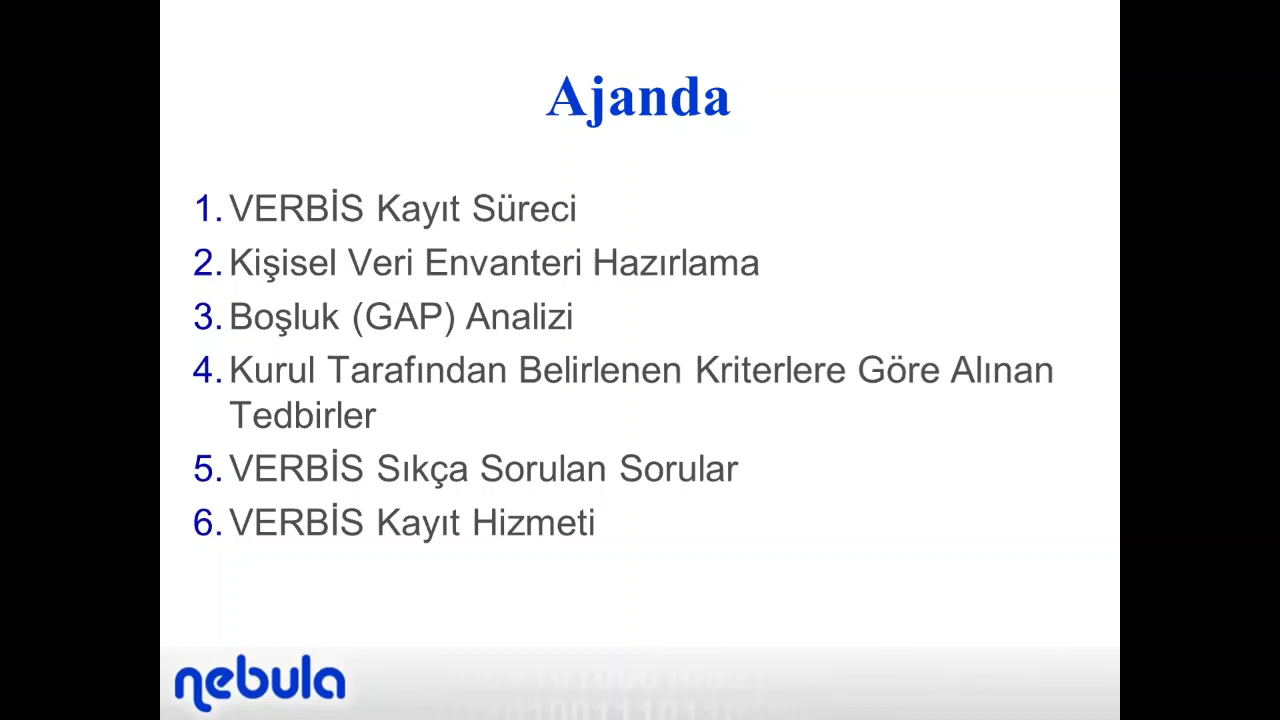 Ajanda
1. VERBİS Kayıt Süreci
2. Kişisel Veri Envanteri Hazırlama
3. Boşluk (GAP) Analizi
4. Kurul Tarafından Belirlenen Kriterlere Göre Alınan
Tedbirler
5. VERBİS Sıkça Sorulan Sorular
6. VERBİS Kayıt Hizmeti
nebula